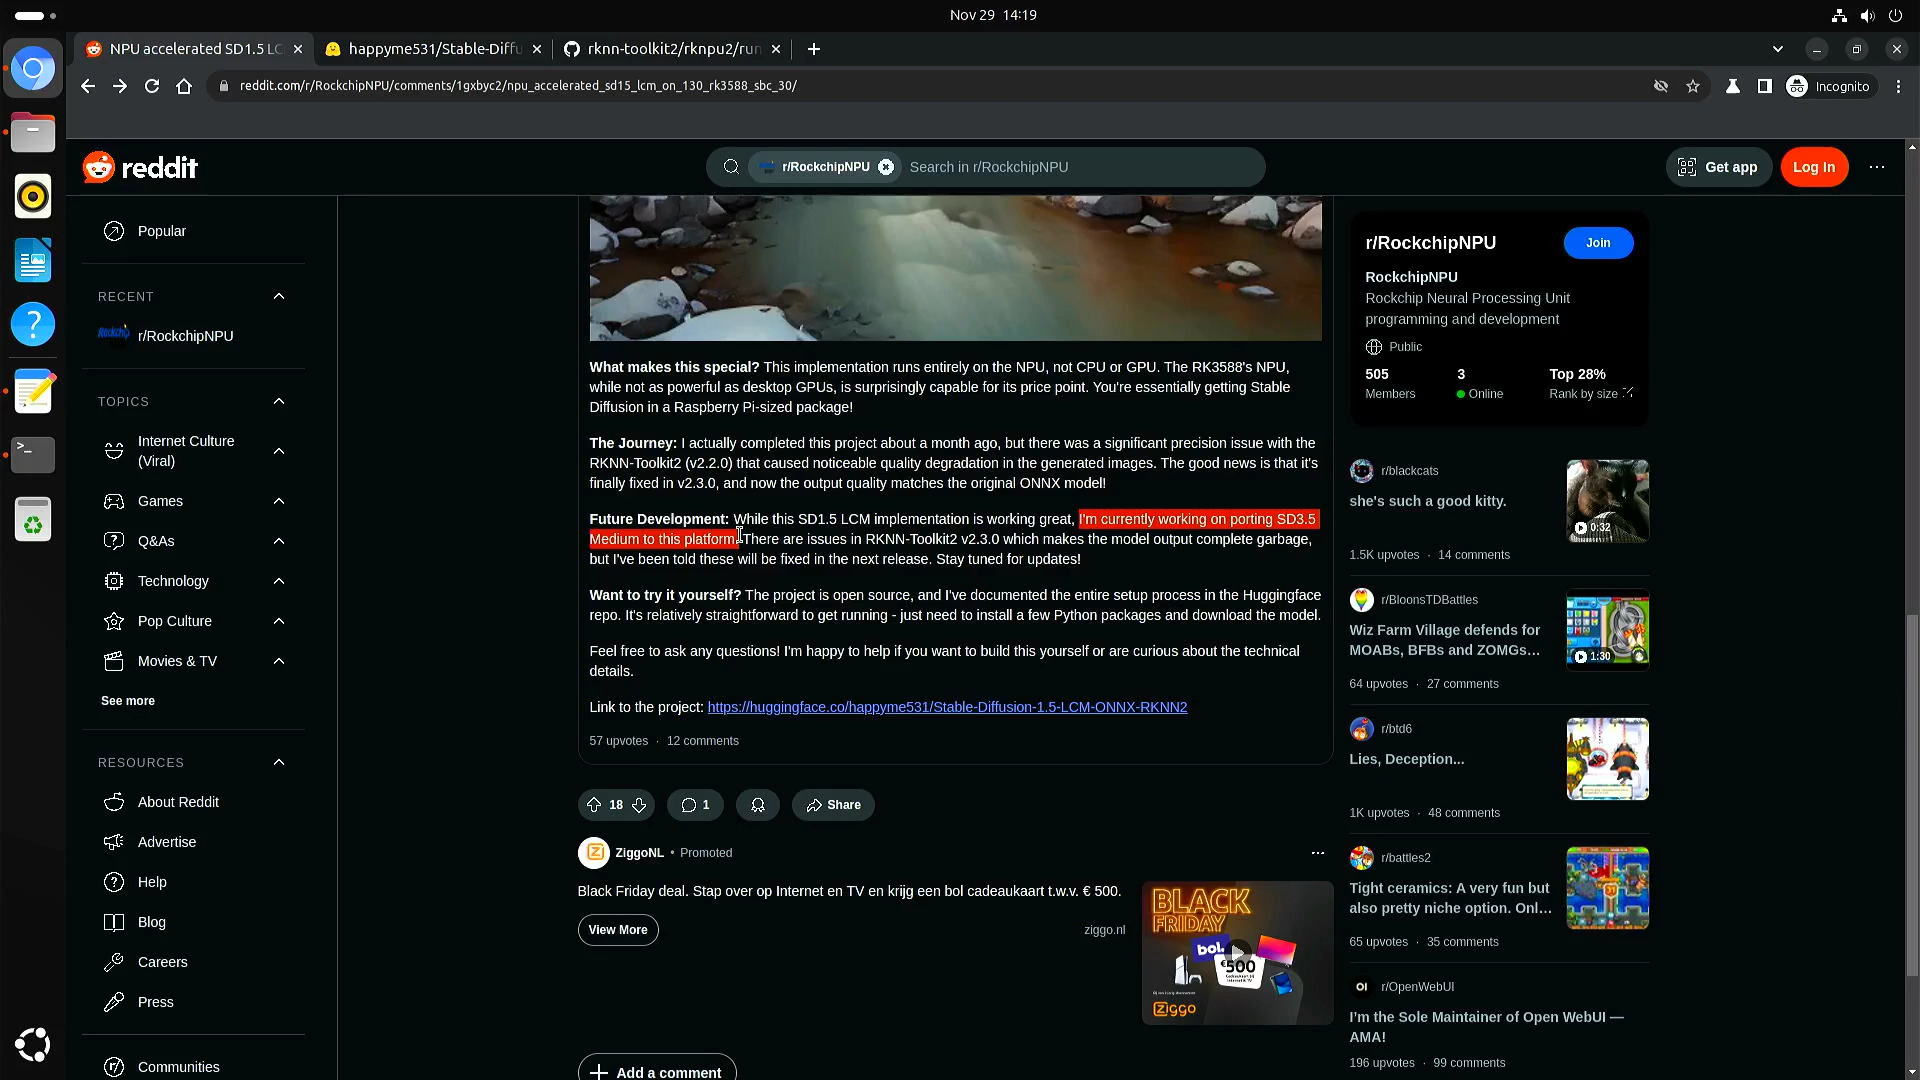 Nov 29 14:19
NPU accelerated SD1.5 LC
happyme531/Stable-Diffu
rknn-toolkit2/rknpu2/run
reddit.com/r/RockchipNPU/comments/1gxbyc2/npu_accelerated_sd15_lcm_on_130_rk3588_sbc_30/
Incognito
reddit
r/RockchipNPU
Search in r/RockchipNPU
Get app
Log In
Popular
RECENT
r/RockchipNPU
TOPICS
Internet Culture
(Viral)
Games
Q&As
Technology
Pop Culture
Movies & TV
See more
RESOURCES
About Reddit
Advertise
Help
Blog
Careers
Press
Communities
What makes this special? This implementation runs entirely on the NPU, not CPU or GPU. The RK3588's NPU,
while not as powerful as desktop GPUs, is surprisingly capable for its price point. You're essentially getting Stable
Diffusion in a Raspberry Pi-sized package!
The Journey: I actually completed this project about a month ago, but there was a significant precision issue with the
RKNN-Toolkit2 (v2.2.0) that caused noticeable quality degradation in the generated images. The good news is that it's
finally fixed in v2.3.0, and now the output quality matches the original ONNX model!
Future Development: While this SD1.5 LCM implementation is working great, I'm currently working on porting SD3.5
Medium to this platform. There are issues in RKNN-Toolkit2 v2.3.0 which makes the model output complete garbage,
but I've been told these will be fixed in the next release. Stay tuned for updates!
Want to try it yourself? The project is open source, and I've documented the entire setup process in the Huggingface
repo. It's relatively straightforward to get running - just need to install a few Python packages and download the model.
Feel free to ask any questions! I'm happy to help if you want to build this yourself or are curious about the technical
details.
Link to the project: https://huggingface.co/happyme531/Stable-Diffusion-1.5-LCM-ONNX-RKNN2
57 upvotes · 12 comments
18
1
Share
ZiggoNL • Promoted
Black Friday deal. Stap over op Internet en TV en krijg een bol cadeaukaart t.w.v. € 500.
View More
ziggo.nl
BLACK
FRIDAY
bol.
€500
Ziggo
Add a comment
r/RockchipNPU
Join
RockchipNPU
Rockchip Neural Processing Unit
programming and development
Public
505
3
Top 28%
Members
Online
Rank by size
r/blackcats
she's such a good kitty.
0:32
1.5K upvotes · 14 comments
r/BloonsTDBattles
Wiz Farm Village defends for
MOABs, BFBs and ZOMGs...
1:30
64 upvotes · 27 comments
r/btd6
Lies, Deception...
1K upvotes · 48 comments
r/battles2
Tight ceramics: A very fun but
also pretty niche option. Onl...
65 upvotes · 35 comments
OI
r/OpenWebUI
I'm the Sole Maintainer of Open WebUI —
AMA!
196 upvotes · 99 comments